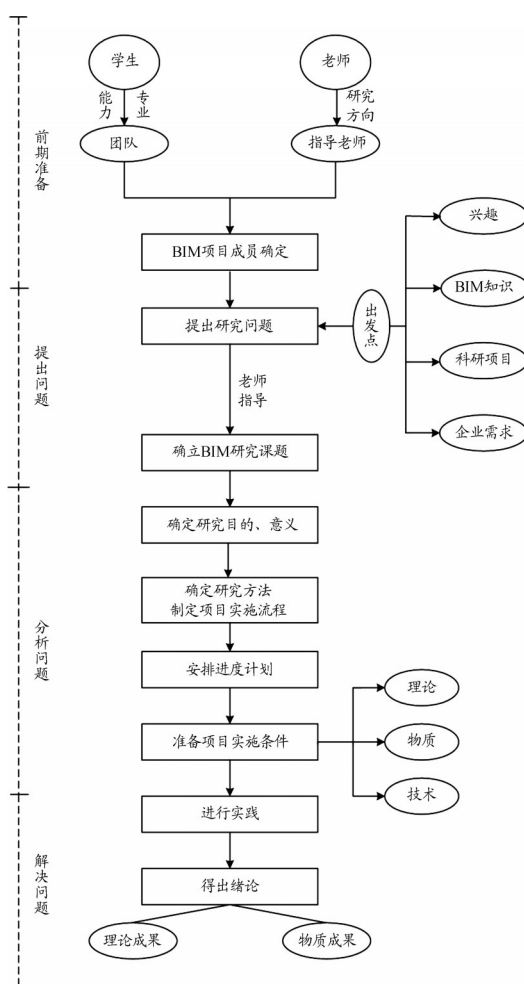 学生
老师
能力
专业
研究
方向
团队
指导老师
前期准备
BIM项目成员确定
兴趣
BIM知识
提出研究问题
出发点
提出问题
科研项目
老师
指导
企业需求
确立BIM研究课题
确定研究目的、意义
确定研究方法
制定项目实施流程
分析问题
安排进度计划
理论
准备项目实施条件
物质
技术
进行实践
解决问题
得出绪论
理论成果
物质成果